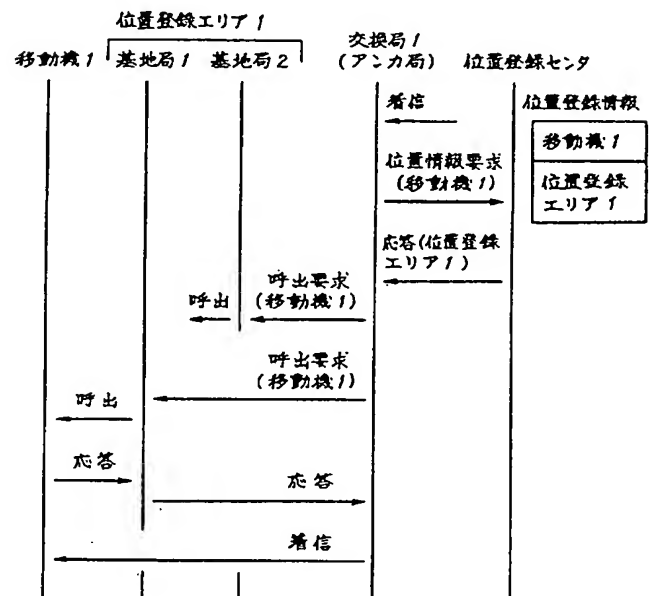 位置登録エリア1
移動機1
基地局1
基地局2
交換局1
(アンカ局)
位置登録センタ
着信
位置登録情報
移動機1
位置登録
エリア1
位置情報要求
(移動機1)
応答(位置登録
エリア1)
呼出要求
(移動機1)
呼出
呼出要求
(移動機1)
呼出
応答
応答
着信